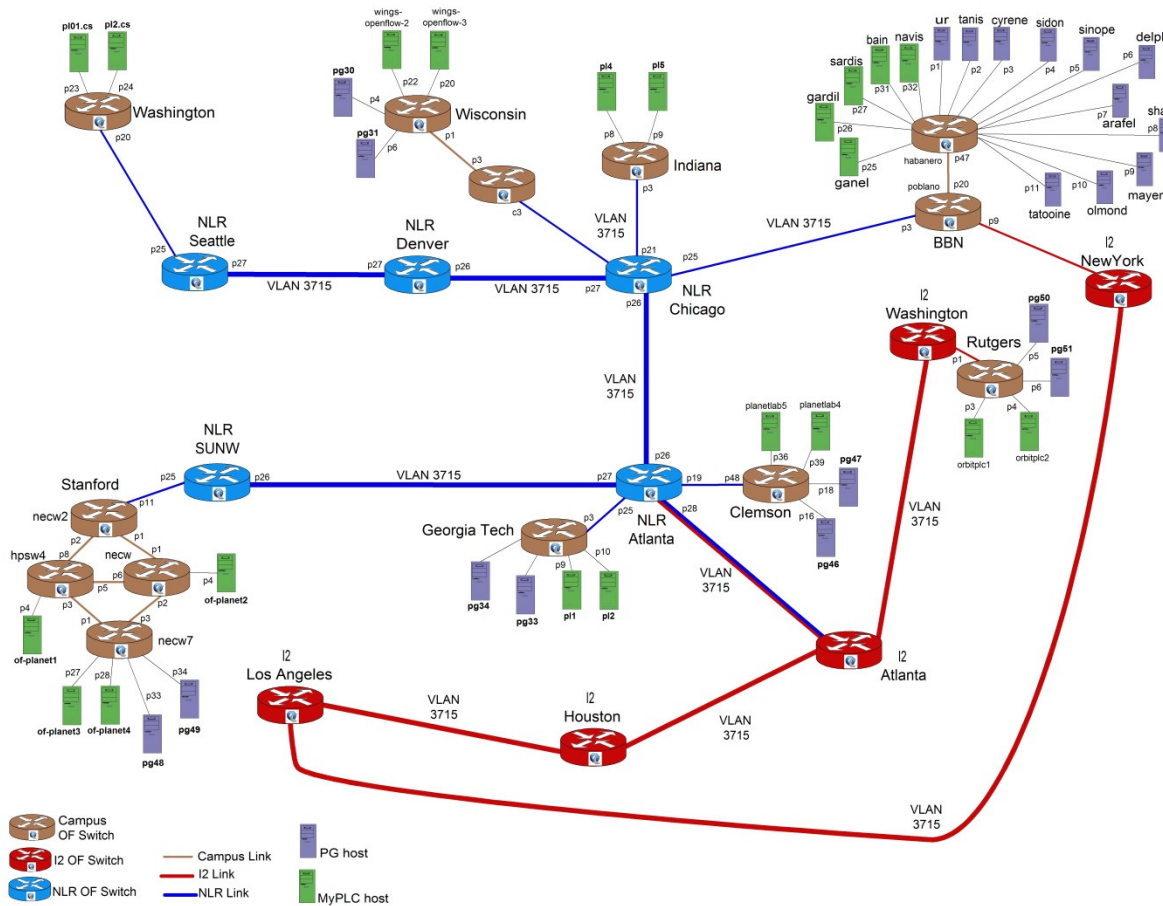 pl01.cs
pl2.cs
p23
p24
Washington
p20
wings-
openflow-2
wings-
openflow-3
pg30
p22
p20
p4
Wisconsin
pg31
p6
p1
p3
c3
pl4
pl5
p8
p9
Indiana
p3
VLAN
3715
ur
tanis
cyrene
sidon
sinope
bain
navis
sardis
gardil
ganel
p31
p32
p1
p2
p3
p4
p5
p6
p27
p26
p25
p7
arafel
p8
p9
p10
olmond
p11
tatooine
habanero
p47
poblano
p20
p3
p9
BBN
VLAN 3715
I2
NewYork
NLR
Seattle
p25
p27
VLAN 3715
NLR
Denver
p27
p26
VLAN 3715
p21
p25
p27
p26
NLR
Chicago
VLAN
3715
I2
Washington
p1
Rutgers
pg50
p5
pg51
p6
p3
p4
orbitplc1
orbitplc2
NLR
SUNW
p25
p26
VLAN 3715
p26
p27
p19
p25
p28
NLR
Atlanta
planetlab5
planetlab4
p36
p39
pg47
p48
p18
Clemson
p16
pg46
Georgia Tech
p3
p9
p10
pg34
pg33
pl1
pl2
VLAN
3715
VLAN
3715
Stanford
necw2
p11
p2
p1
hpsw4
p8
necw
p1
p6
p5
p4
of-planet2
p4
of-planet1
p3
p2
p1
p3
necw7
p27
p28
p33
p34
of-planet3
of-planet4
pg49
pg48
I2
Los Angeles
VLAN
3715
I2
Houston
VLAN
3715
I2
Atlanta
VLAN
3715
Campus
OF Switch
I2 OF Switch
NLR OF Switch
Campus Link
I2 Link
NLR Link
PG host
MyPLC host